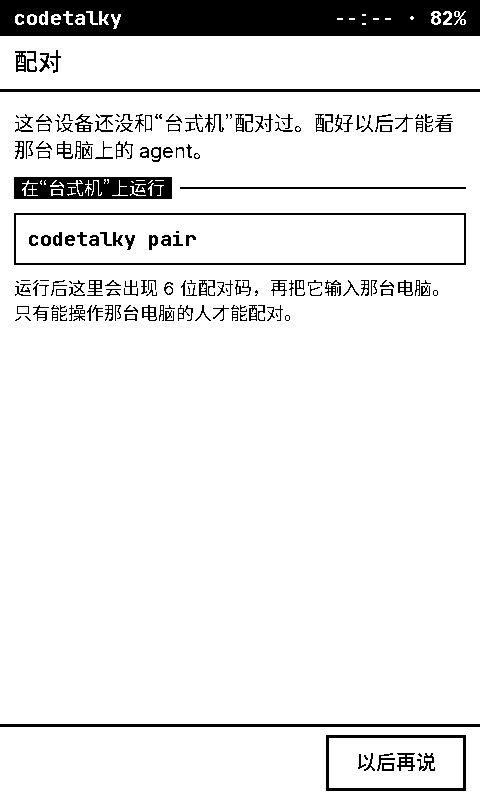 codetalky --:-- · 82%
配对
这台设备还没和“台式机”配对过。配好以后才能看
那台电脑上的 agent。
在“台式机”上运行
codetalky pair
运行后这里会出现 6 位配对码，再把它输入那台电脑。
只有能操作那台电脑的人才能配对。
以后再说